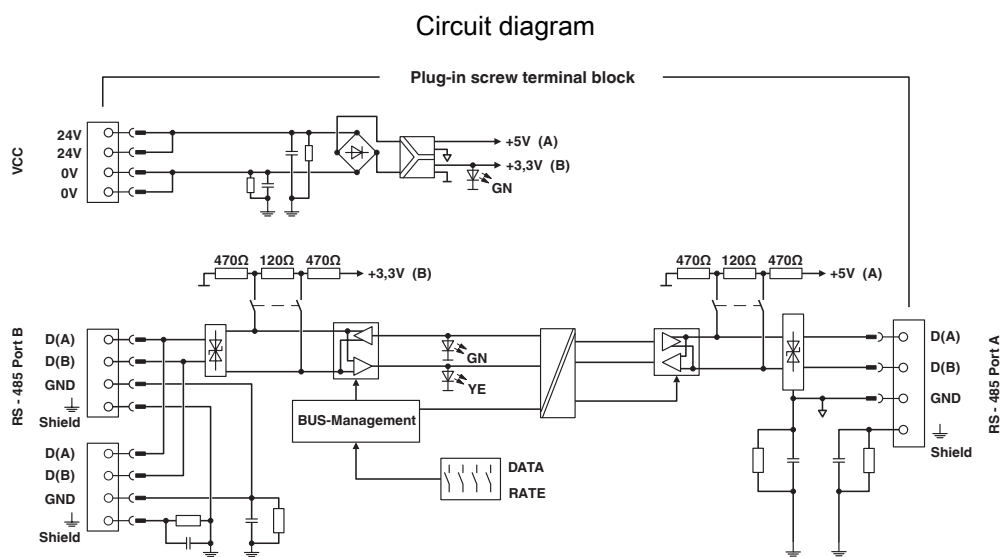 Circuit diagram
Plug-in screw terminal block
VCC
24V
24V
0V
0V
+5V (A)
+3,3V (B)
GN
470Ω 120Ω 470Ω
+3,3V (B)
470Ω 120Ω 470Ω
+5V (A)
RS - 485 Port B
D(A)
D(B)
GND
Shield
D(A)
D(B)
GND
Shield
GN
YE
BUS-Management
DATA
RATE
D(A)
D(B)
GND
Shield
RS - 485 Port A